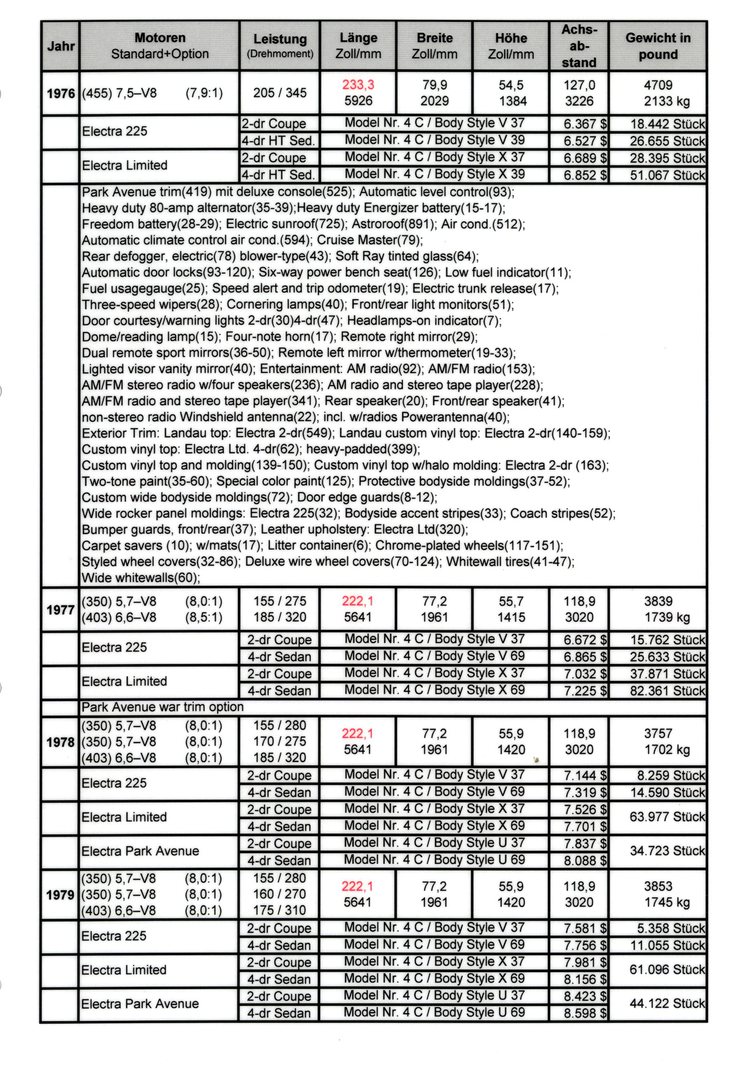 Jahr Motoren Standard+Option Leistung (Drehmoment) Länge Zoll/mm Breite Zoll/mm Höhe Zoll/mm Achs-ab-stand Gewicht in pound
1976 (455) 7,5–V8 (7,9:1) 205 / 345 233,3 79,9 54,5 127,0 4709
5926 2029 1384 3226 2133 kg
Electra 225 2-dr Coupe Model Nr. 4 C / Body Style V 37 6.367 $ 18.442 Stück
4-dr HT Sed. Model Nr. 4 C / Body Style V 39 6.527 $ 26.655 Stück
Electra Limited 2-dr Coupe Model Nr. 4 C / Body Style X 37 6.689 $ 28.395 Stück
4-dr HT Sed. Model Nr. 4 C / Body Style X 39 6.852 $ 51.067 Stück
Park Avenue trim(419) mit deluxe console(525); Automatic level control(93);
Heavy duty 80-amp alternator(35-39);Heavy duty Energizer battery(15-17);
Freedom battery(28-29); Electric sunroof(725); Astroroof(891); Air cond.(512);
Automatic climate control air cond.(594); Cruise Master(79);
Rear defogger, electric(78) blower-type(43); Soft Ray tinted glass(64);
Automatic door locks(93-120); Six-way power bench seat(126); Low fuel indicator(11);
Fuel usagegauge(25); Speed alert and trip odometer(19); Electric trunk release(17);
Three-speed wipers(28); Cornering lamps(40); Front/rear light monitors(51);
Door courtesy/warning lights 2-dr(30)4-dr(47); Headlamps-on indicator(7);
Dome/reading lamp(15); Four-note horn(17); Remote right mirror(29);
Dual remote sport mirrors(36-50); Remote left mirror w/thermometer(19-33);
Lighted visor vanity mirror(40); Entertainment: AM radio(92); AM/FM radio(153);
AM/FM stereo radio w/four speakers(236); AM radio and stereo tape player(228);
AM/FM radio and stereo tape player(341); Rear speaker(20); Front/rear speaker(41);
non-stereo radio Windshield antenna(22); incl. w/radios Powerantenna(40);
Exterior Trim: Landau top: Electra 2-dr(549); Landau custom vinyl top: Electra 2-dr(140-159);
Custom vinyl top: Electra Ltd. 4-dr(62); heavy-padded(399);
Custom vinyl top and molding(139-150); Custom vinyl top w/halo molding: Electra 2-dr (163);
Two-tone paint(35-60); Special color paint(125); Protective bodyside moldings(37-52);
Custom wide bodyside moldings(72); Door edge guards(8-12);
Wide rocker panel moldings: Electra 225(32); Bodyside accent stripes(33); Coach stripes(52);
Bumper guards, front/rear(37); Leather upholstery: Electra Ltd(320);
Carpet savers (10); w/mats(17); Litter container(6); Chrome-plated wheels(117-151);
Styled wheel covers(32-86); Deluxe wire wheel covers(70-124); Whitewall tires(41-47);
Wide whitewalls(60);
1977 (350) 5,7–V8 (8,0:1) 155 / 275 222,1 77,2 55,7 118,9 3839
(403) 6,6–V8 (8,5:1) 185 / 320 5641 1961 1415 3020 1739 kg
Electra 225 2-dr Coupe Model Nr. 4 C / Body Style V 37 6.672 $ 15.762 Stück
4-dr Sedan Model Nr. 4 C / Body Style V 69 6.865 $ 25.633 Stück
Electra Limited 2-dr Coupe Model Nr. 4 C / Body Style X 37 7.032 $ 37.871 Stück
4-dr Sedan Model Nr. 4 C / Body Style X 69 7.225 $ 82.361 Stück
Park Avenue war trim option
1978 (350) 5,7–V8 (8,0:1) 155 / 280 222,1 77,2 55,9 118,9 3757
(350) 5,7–V8 (8,0:1) 170 / 275 5641 1961 1420 3020 1702 kg
(403) 6,6–V8 (8,0:1) 185 / 320
Electra 225 2-dr Coupe Model Nr. 4 C / Body Style V 37 7.144 $ 8.259 Stück
4-dr Sedan Model Nr. 4 C / Body Style V 69 7.319 $ 14.590 Stück
Electra Limited 2-dr Coupe Model Nr. 4 C / Body Style X 37 7.526 $ 63.977 Stück
4-dr Sedan Model Nr. 4 C / Body Style X 69 7.701 $
Electra Park Avenue 2-dr Coupe Model Nr. 4 C / Body Style U 37 7.837 $ 34.723 Stück
4-dr Sedan Model Nr. 4 C / Body Style U 69 8.088 $
1979 (350) 5,7–V8 (8,0:1) 155 / 280 222,1 77,2 55,9 118,9 3853
(350) 5,7–V8 (8,0:1) 160 / 270 5641 1961 1420 3020 1745 kg
(403) 6,6–V8 (8,0:1) 175 / 310
Electra 225 2-dr Coupe Model Nr. 4 C / Body Style V 37 7.581 $ 5.358 Stück
4-dr Sedan Model Nr. 4 C / Body Style V 69 7.756 $ 11.055 Stück
Electra Limited 2-dr Coupe Model Nr. 4 C / Body Style X 37 7.981 $ 61.096 Stück
4-dr Sedan Model Nr. 4 C / Body Style X 69 8.156 $
Electra Park Avenue 2-dr Coupe Model Nr. 4 C / Body Style U 37 8.423 $ 44.122 Stück
4-dr Sedan Model Nr. 4 C / Body Style U 69 8.598 $